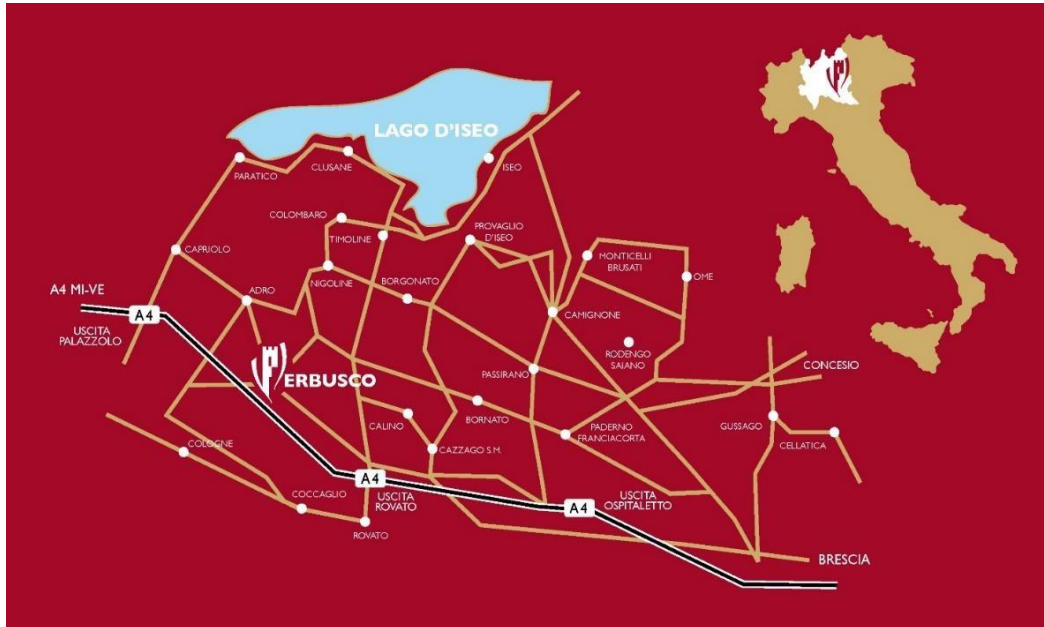 LAGO D'ISEO
PARATICO
CLUSANE
ISEO
COLOMBARO
TIMOLINE
PROVAGLIO
D'ISEO
CAPRIOLO
MONTICELLI
BRUSATI
OME
ADRO
NIGOLINE
BORGONATO
A4 MI-VE
A4
USCITA
PALAZZOLO
CAMIGNONE
RODENGO
SAIANO
CONCESIO
ERBUSCO
PASSIRANO
CALINO
BORNATO
PADERNO
FRANCIACORTA
GUSSAGO
CELLATICA
COLOGNE
CAZZAGO S.M.
COCCAGLIO
A4
USCITA
ROVATO
ROVATO
USCITA
OSPITALETTO
A4
BRESCIA